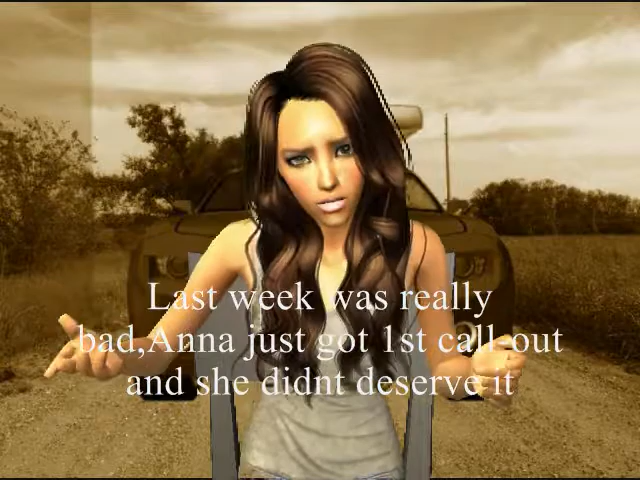 Last week was really
bad,Anna just got 1st call-out
and she didnt deserve it